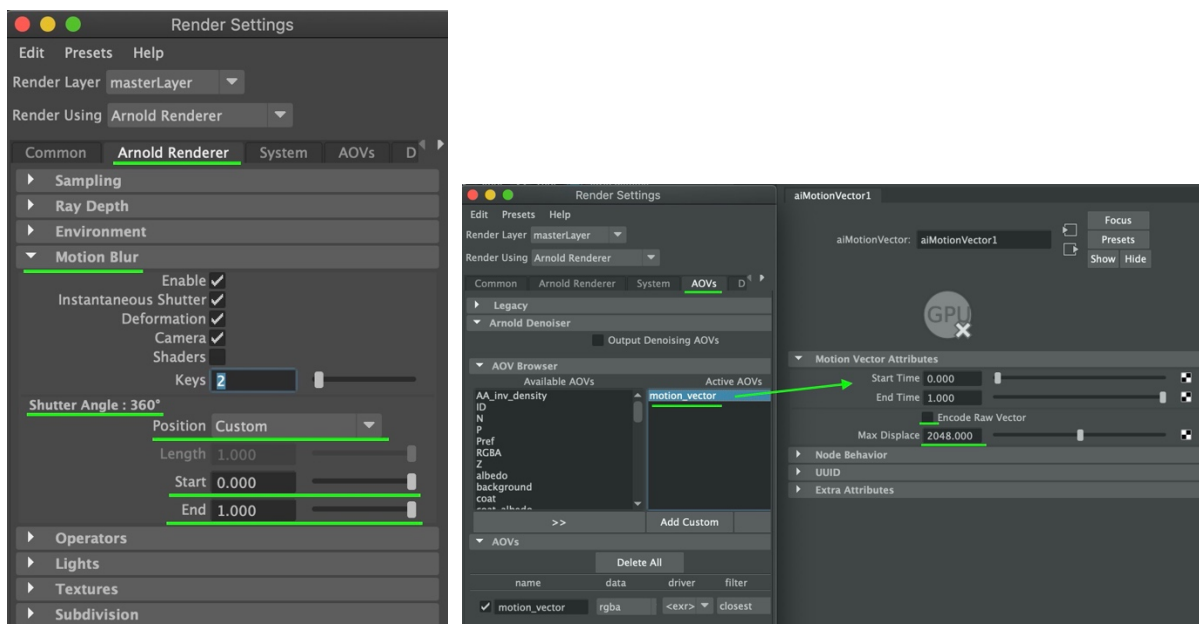 Render Settings
Edit Presets Help
Render Layer masterLayer
Render Using Arnold Renderer
Common Arnold Renderer System AOVs D
Sampling
Ray Depth
Environment
Motion Blur
Enable
Instantaneous Shutter
Deformation
Camera
Shaders
Keys 2
Shutter Angle : 360°
Position Custom
Length 1.000
Start 0.000
End 1.000
Operators
Lights
Textures
Subdivision
Render Settings
Edit Presets Help
Render Layer masterLayer
Render Using Arnold Renderer
Common Arnold Renderer System AOVs D
Legacy
Arnold Denoiser
Output Denoising AOVs
AOV Browser
Available AOVs Active AOVs
AA_inv_density motion_vector
ID
N
P
Pref
RGBA
Z
albedo
background
coat
>> Add Custom
AOVs
Delete All
name data driver filter
motion_vector rgba <exr> closest
aiMotionVector1
aiMotionVector: aiMotionVector1
Focus
Presets
Show Hide
GPU
Motion Vector Attributes
Start Time 0.000
End Time 1.000
Encode Raw Vector
Max Displace 2048.000
Node Behavior
UUID
Extra Attributes